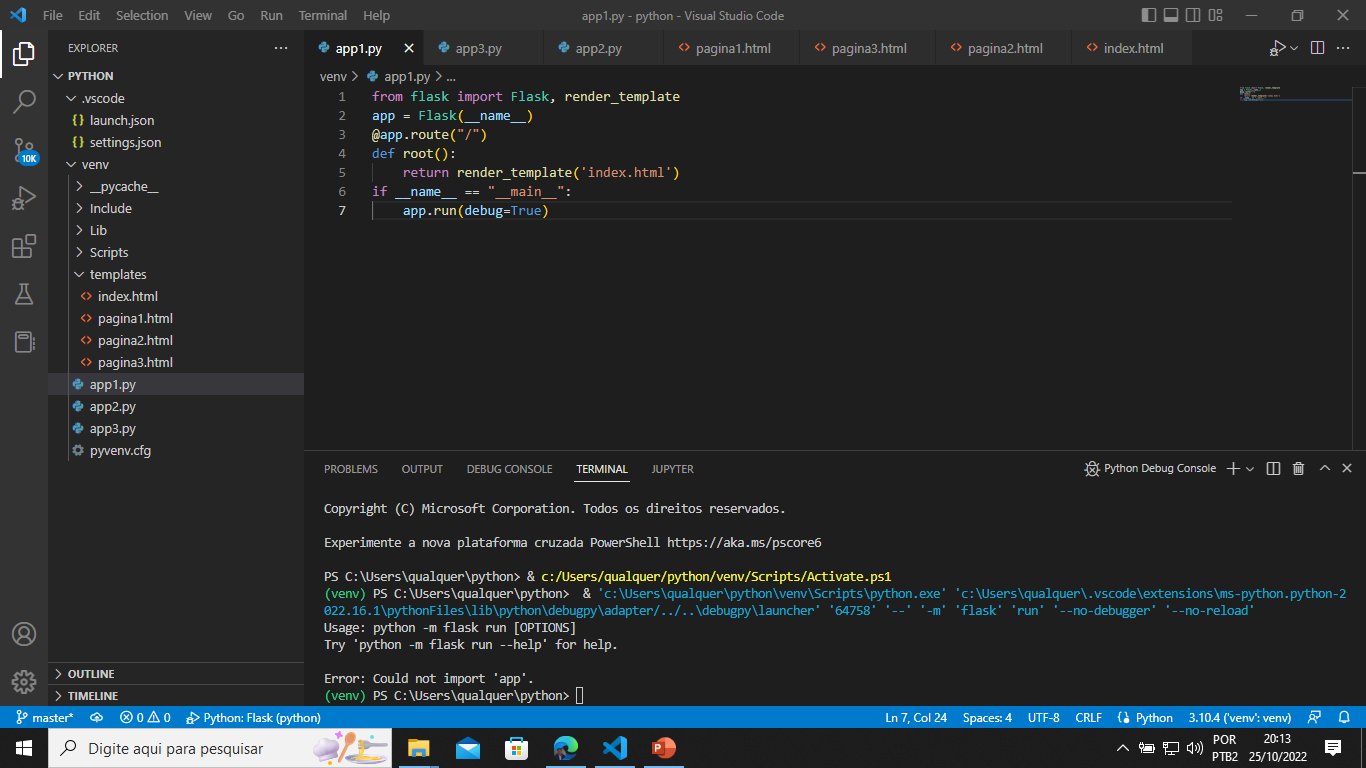 File Edit Selection View Go Run Terminal Help
app1.py - python - Visual Studio Code
EXPLORER
PYTHON
.vscode
launch.json
settings.json
venv
__pycache__
Include
Lib
Scripts
templates
index.html
pagina1.html
pagina2.html
pagina3.html
app1.py
app2.py
app3.py
pyvenv.cfg
OUTLINE
TIMELINE
10K
app1.py app3.py app2.py pagina1.html pagina3.html pagina2.html index.html
venv > app1.py > ...
1 from flask import Flask, render_template
2 app = Flask(__name__)
3 @app.route("/")
4 def root():
5 return render_template('index.html')
6 if __name__ == "__main__":
7 app.run(debug=True)
PROBLEMS OUTPUT DEBUG CONSOLE TERMINAL JUPYTER
Python Debug Console
Copyright (C) Microsoft Corporation. Todos os direitos reservados.
Experimente a nova plataforma cruzada PowerShell https://aka.ms/pscore6
PS C:\Users\qualquer\python> & c:/Users/qualquer/python/venv/Scripts/Activate.ps1
(venv) PS C:\Users\qualquer\python>  & 'c:\Users\qualquer\python\venv\Scripts\python.exe' 'c:\Users\qualquer\.vscode\extensions\ms-python.python-2
022.16.1\pythonFiles\lib\python\debugpy\adapter/../..\debugpy\launcher' '64758' '--' '-m' 'flask' 'run' '--no-debugger' '--no-reload'
Usage: python -m flask run [OPTIONS]
Try 'python -m flask run --help' for help.
Error: Could not import 'app'.
(venv) PS C:\Users\qualquer\python>
master* 0 0 Python: Flask (python)
Ln 7, Col 24 Spaces: 4 UTF-8 CRLF Python 3.10.4 ('venv': venv)
Digite aqui para pesquisar
POR
PTB2
20:13
25/10/2022